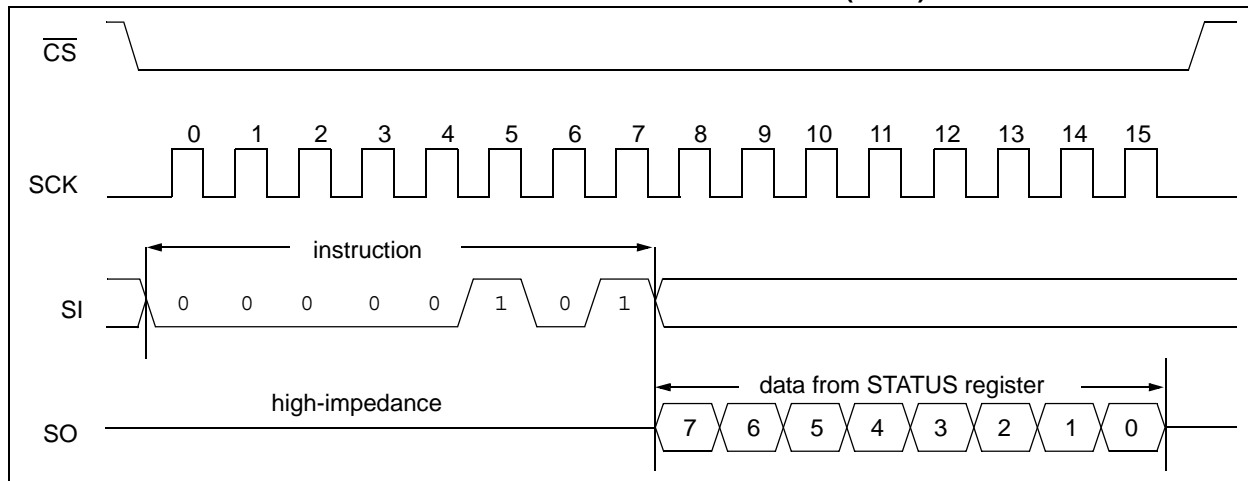 CS
0 1 2 3 4 5 6 7 8 9 10 11 12 13 14 15
SCK
instruction
SI 0 0 0 0 0 1 0 1
data from STATUS register
high-impedance
SO 7 6 5 4 3 2 1 0